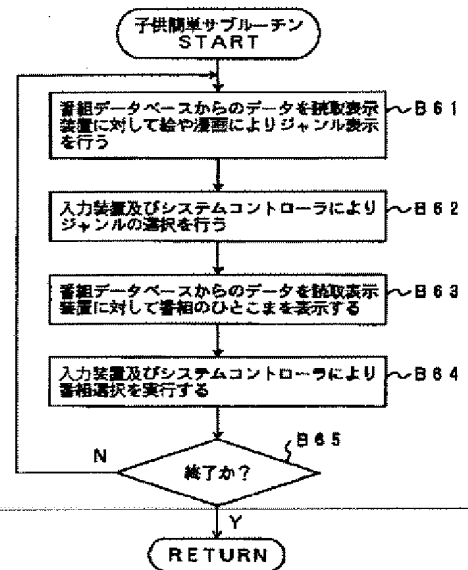 子供簡単サブルーチン
START
番組データベースからのデータを読取表示
装置に対して絵や漫画によりジャンル表示
を行う
B61
入力装置及びシステムコントローラにより
ジャンルの選択を行う
B62
番組データベースからのデータを読取表示
装置に対して番組のひとこまを表示する
B63
入力装置及びシステムコントローラにより
番組選択を実行する
B64
B65
終了か?
N
Y
RETURN